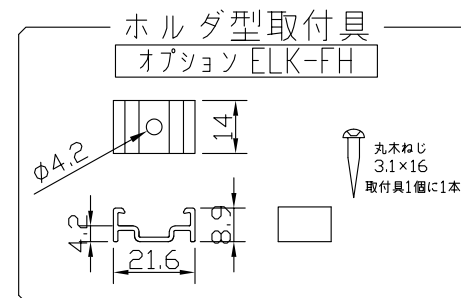 ホルダ型取付具
オプション ELK-FH
φ4.2
14
丸木ねじ
3.1×16
取付具1個に1本
4.2
8.9
21.6